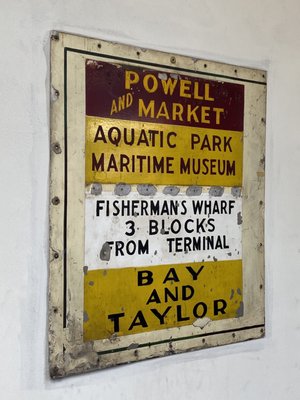 POWELL
AND MARKET
AQUATIC PARK
MARITIME MUSEUM
FISHERMAN'S WHARF
3 BLOCKS
FROM TERMINAL
BAY
AND
TAYLOR